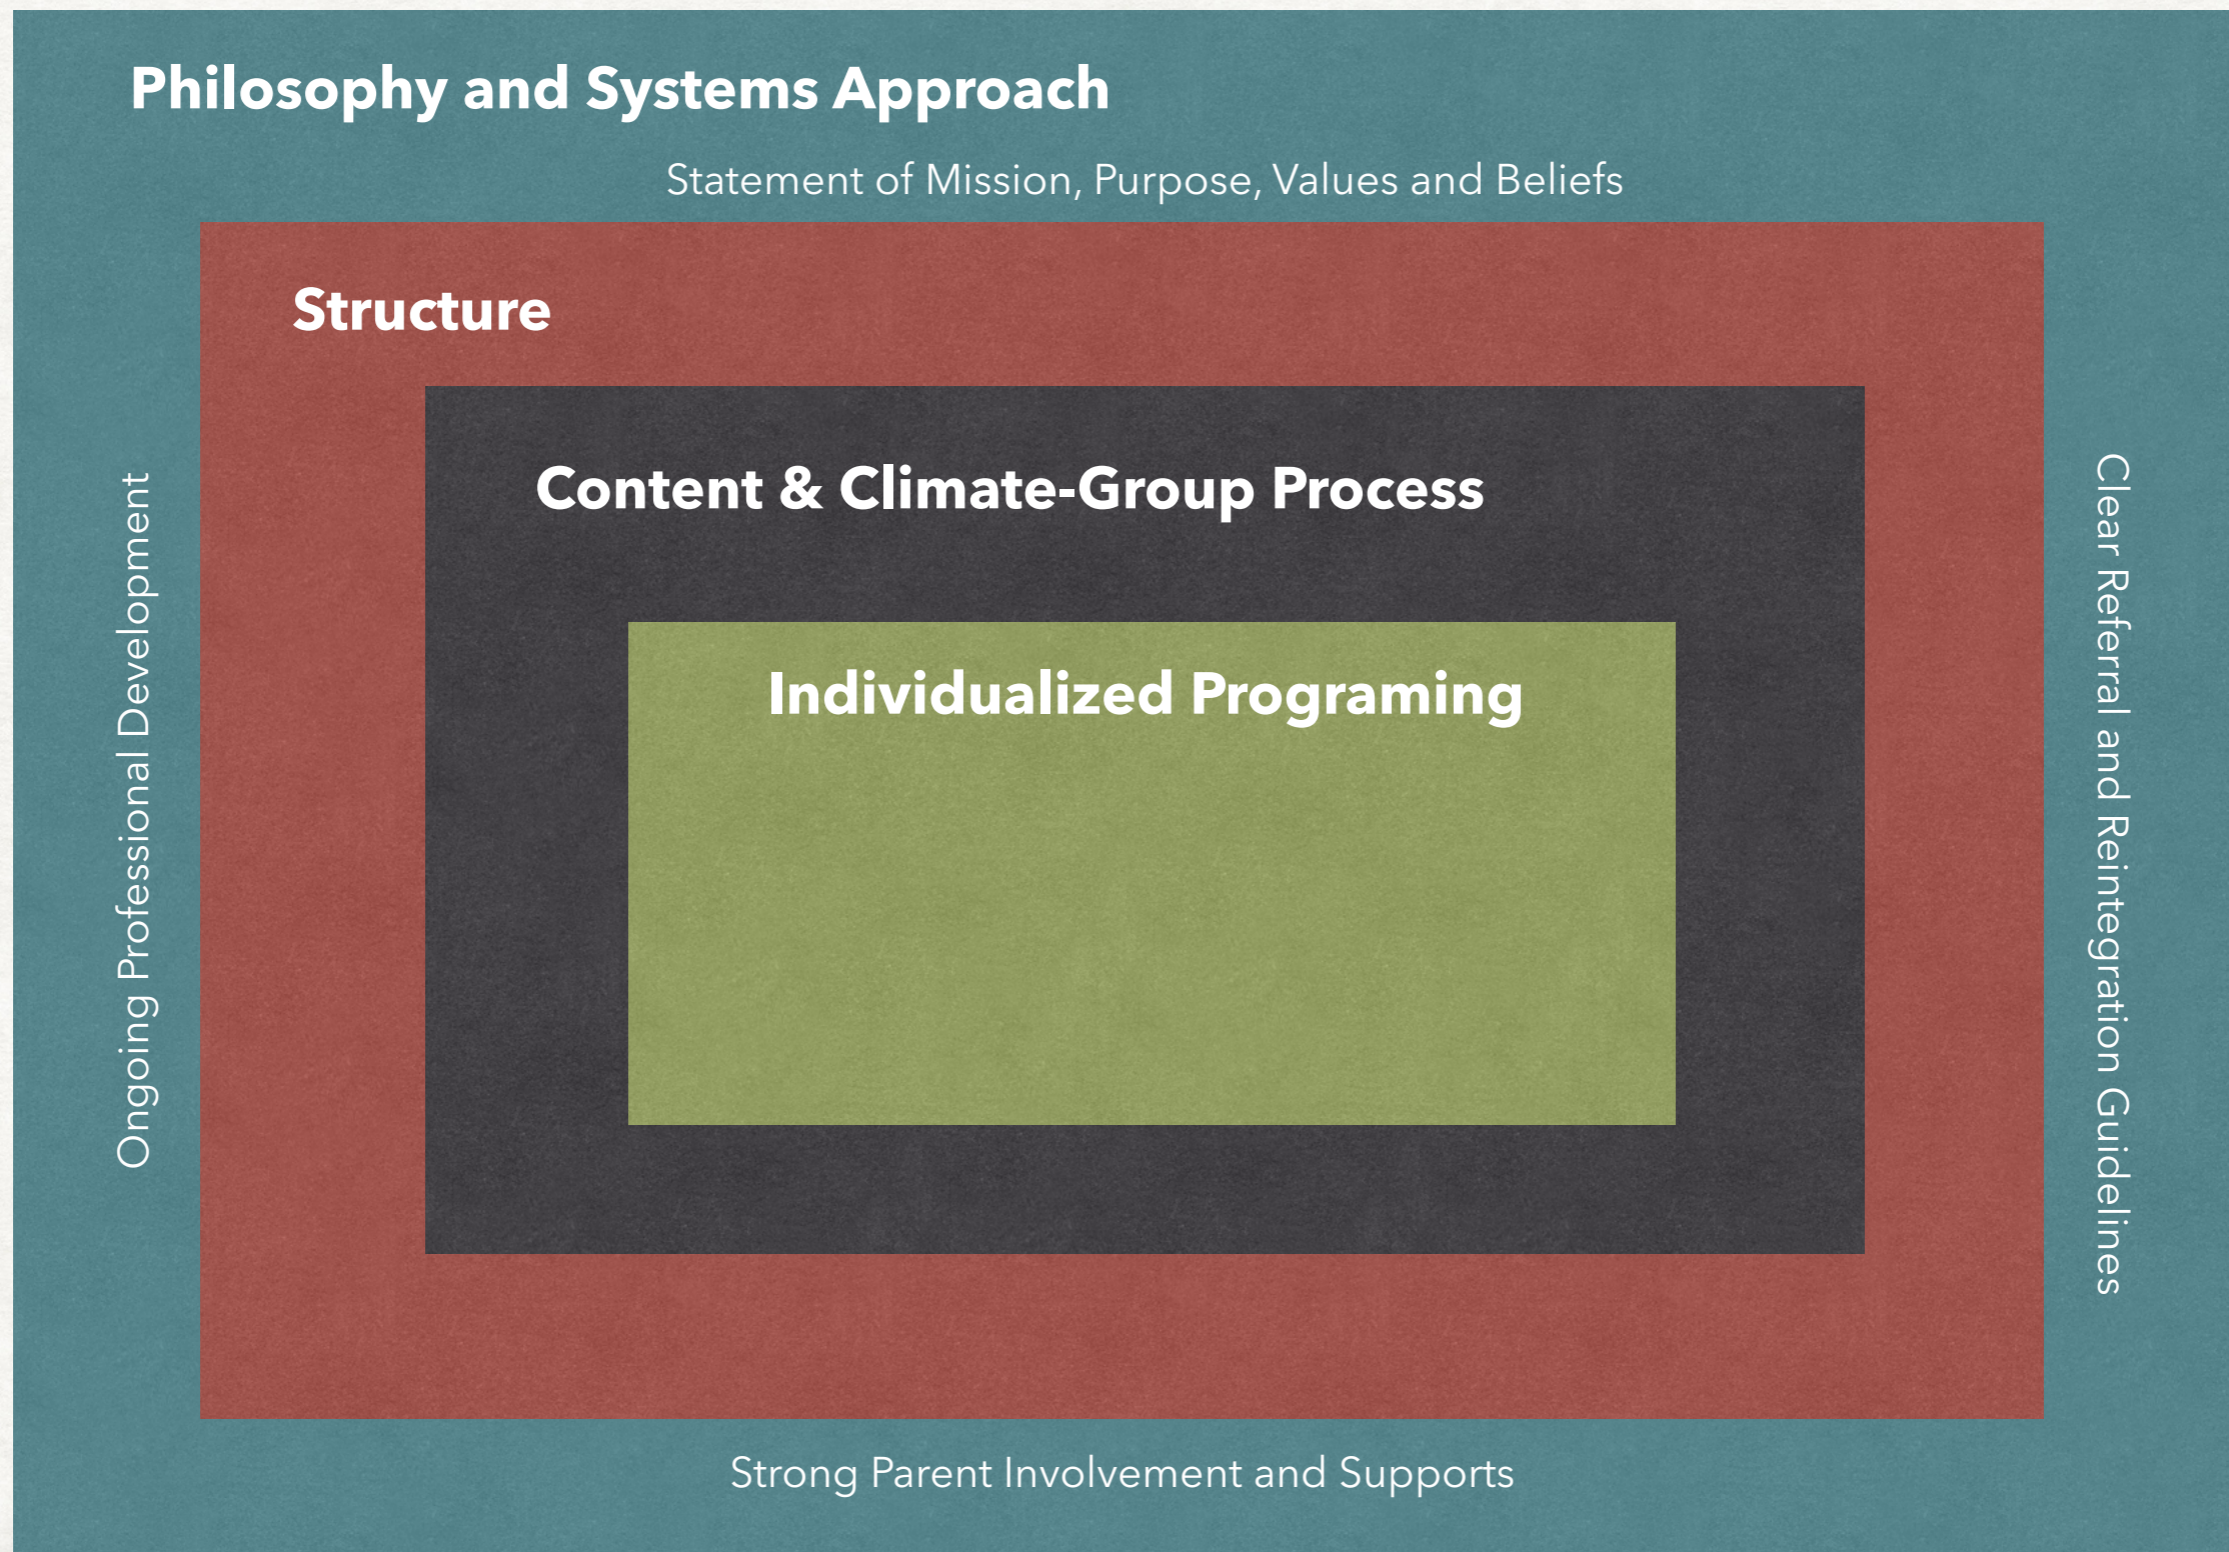 Philosophy and Systems Approach
Statement of Mission, Purpose, Values and Beliefs
Structure
Content & Climate-Group Process
Individualized Programing
Ongoing Professional Development
Clear Referral and Reintegration Guidelines
Strong Parent Involvement and Supports